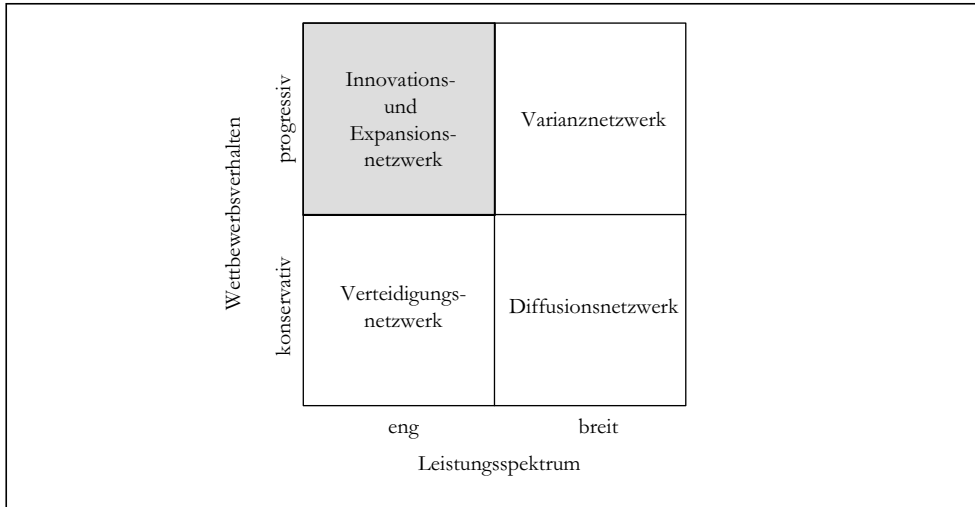 Wettbewerbsverhalten
progressiv
Innovations-
und
Expansions-
netzwerk
Varianznetzwerk
konservativ
Verteidigungs-
netzwerk
Diffusionsnetzwerk
eng
breit
Leistungsspektrum